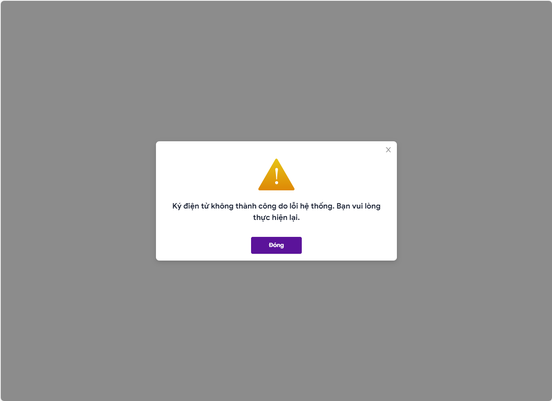 X
Ký điện tử không thành công do lỗi hệ thống. Bạn vui lòng
thực hiện lại.
Đóng